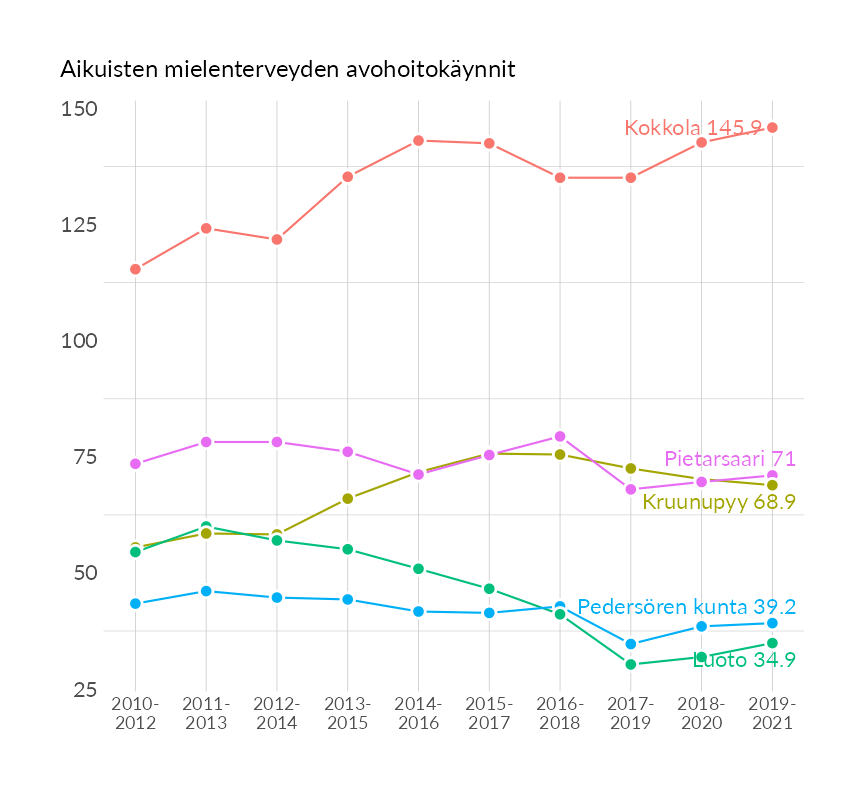 Aikuisten mielenterveyden avohoitokäynnit
150
Kokkola 145.9
125
100
75
Pietarsaari 71
Kruunupyy 68.9
50
Pedersören kunta 39.2
Luoto 34.9
25
2010- 2011- 2012- 2013- 2014- 2015- 2016- 2017- 2018- 2019-
2012 2013 2014 2015 2016 2017 2018 2019 2020 2021